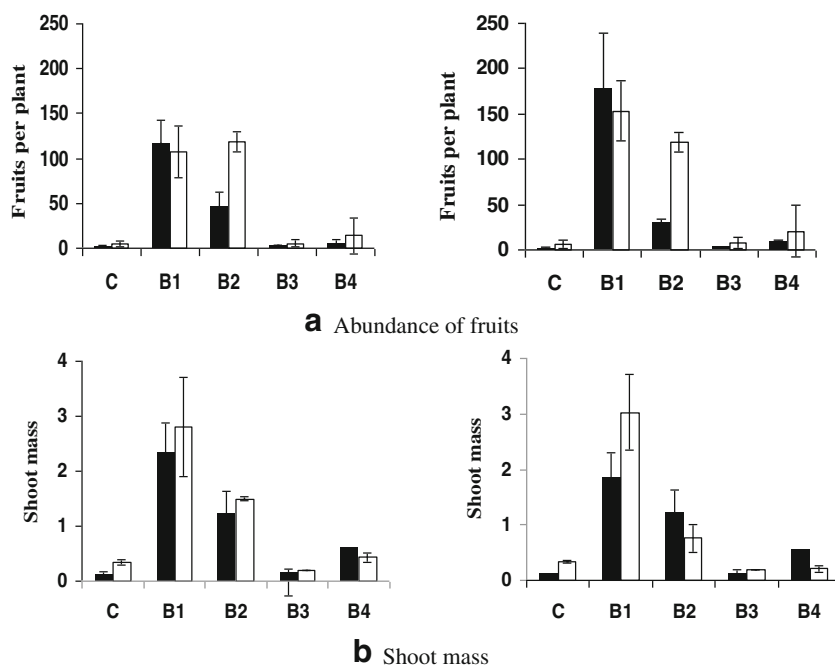 Fruits per plant
250
200
150
100
50
0
C B1 B2 B3 B4
Fruits per plant
250
200
150
100
50
0
C B1 B2 B3 B4
a Abundance of fruits
Shoot mass
4
3
2
1
0
C B1 B2 B3 B4
Shoot mass
4
3
2
1
0
C B1 B2 B3 B4
b Shoot mass